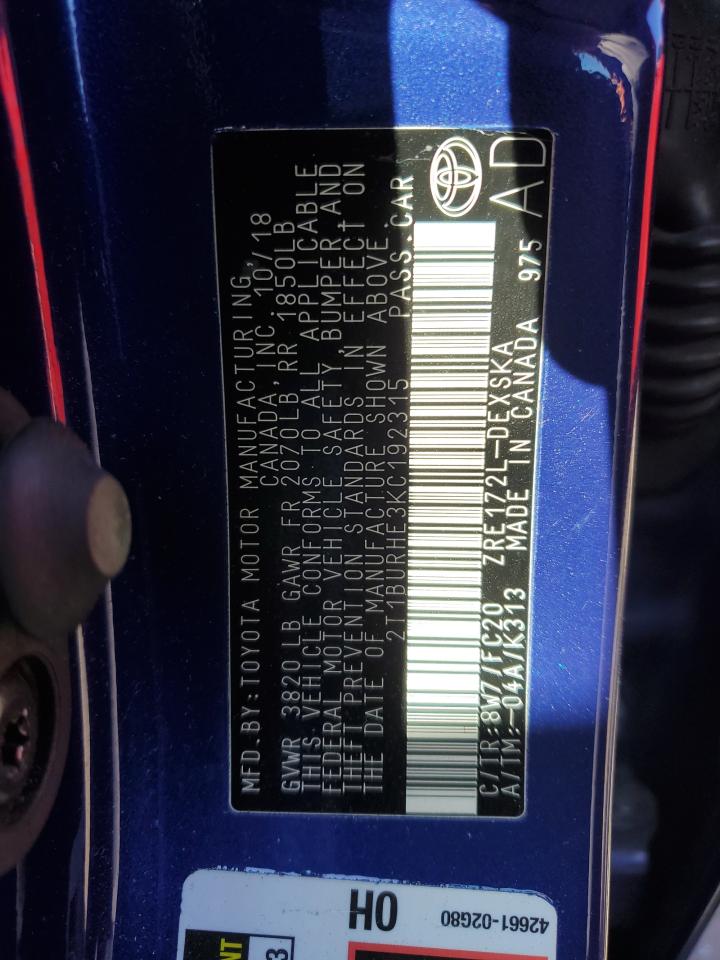 MFD.BY:TOYOTA MOTOR MANUFACTURING,
CANADA,INC. 10/18
GVWR 3820 LB GAWR FR 2070LB RR 1850LB
THIS VEHICLE CONFORMS TO ALL APPLICABLE
FEDERAL MOTOR VEHICLE SAFETY, BUMPER AND
THEFT PREVENTION STANDARDS IN EFFECT ON
THE DATE OF MANUFACTURE SHOWN ABOVE.
2T1BURHE3KC192315 PASS.CAR
C/TR:8W7/FC20 ZRE172L-DEXSKA
A/TM:-04A/K313 MADE IN CANADA 975
AD
42661-02G80
OH
NT
3